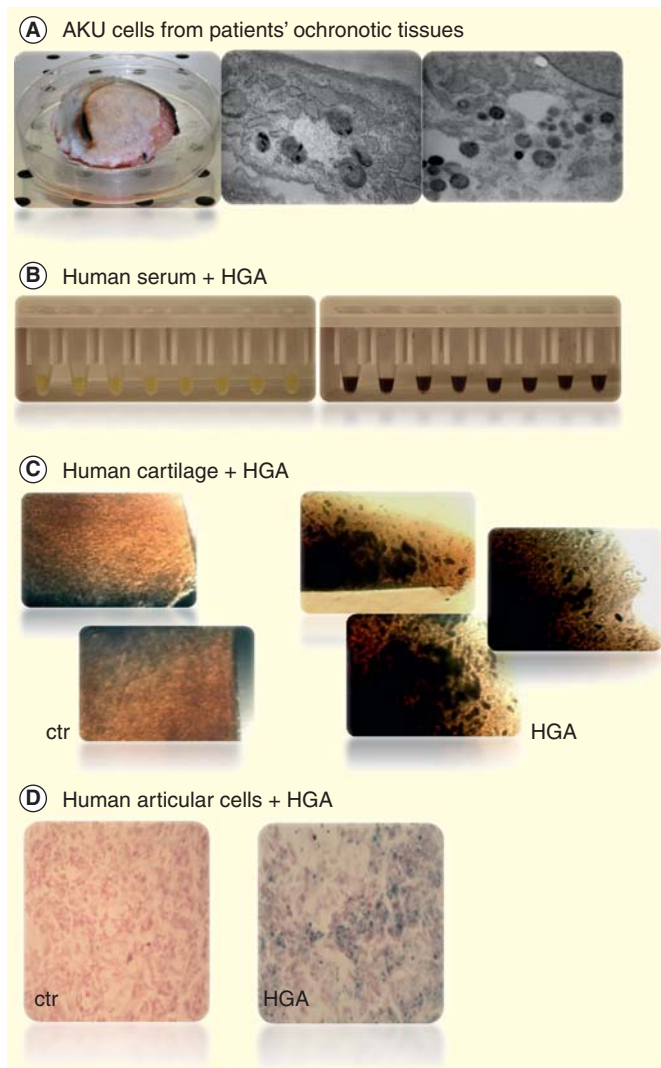 A AKU cells from patients’ ochronotic tissues
B Human serum + HGA
C Human cartilage + HGA
ctr
HGA
D Human articular cells + HGA
ctr
HGA